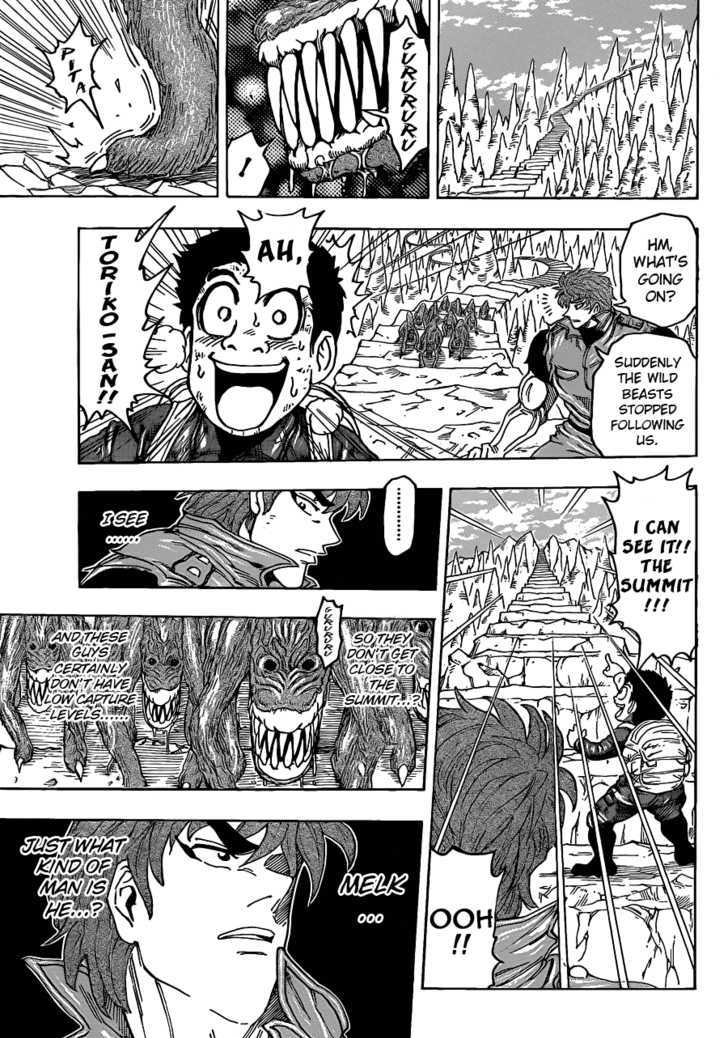 GURURURU
!
PITA
HM,
WHAT'S
GOING
ON?
SUDDENLY
THE WILD
BEASTS
STOPPED
FOLLOWING
US.
AH,
TORIKO-SAN!!
I CAN
SEE IT!!
THE
SUMMIT
!!!
OOH
!!
.........
I SEE
......
SO THEY
DON'T GET
CLOSE TO
THE
SUMMIT...?
GURURURU
AND THESE
GUYS
CERTAINLY
DON'T HAVE
LOW CAPTURE
LEVELS......
MELK
...
JUST WHAT
KIND OF
MAN IS
HE...?